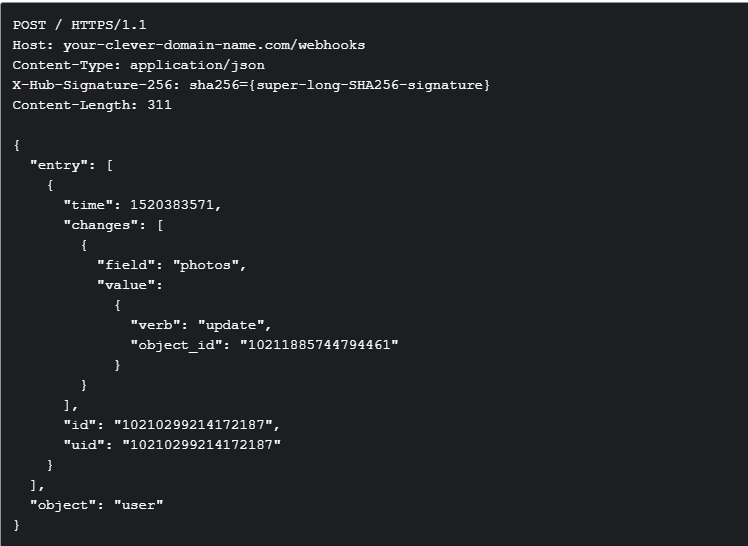 POST / HTTPS/1.1
Host: your-clever-domain-name.com/webhooks
Content-Type: application/json
X-Hub-Signature-256: sha256={super-long-SHA256-signature}
Content-Length: 311

{
  "entry": [
    {
      "time": 1520383571,
      "changes": [
        {
          "field": "photos",
          "value":
            {
              "verb": "update",
              "object_id": "10211885744794461"
            }
        }
      ],
      "id": "10210299214172187",
      "uid": "10210299214172187"
    }
  ],
  "object": "user"
}